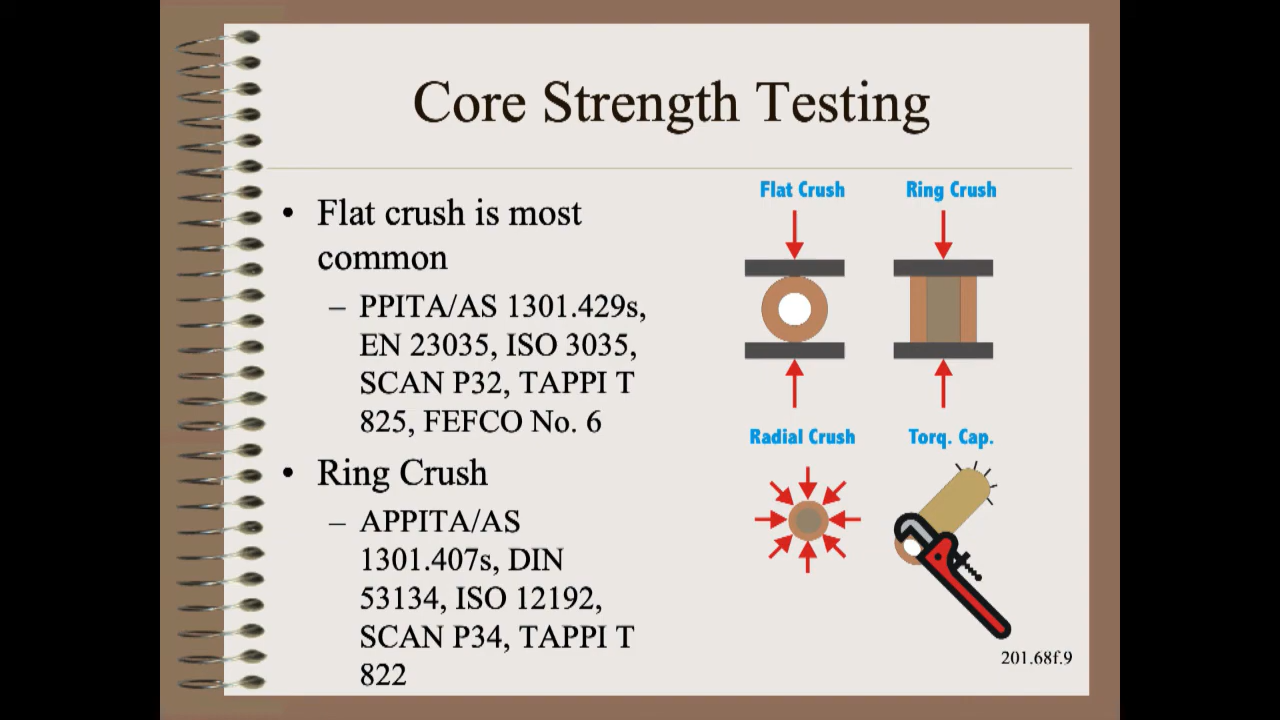 Core Strength Testing
• Flat crush is most
common
– PPITA/AS 1301.429s,
EN 23035, ISO 3035,
SCAN P32, TAPPI T
825, FEFCO No. 6
• Ring Crush
– APPITA/AS
1301.407s, DIN
53134, ISO 12192,
SCAN P34, TAPPI T
822
Flat Crush
Ring Crush
Radial Crush
Torq. Cap.
201.68f.9